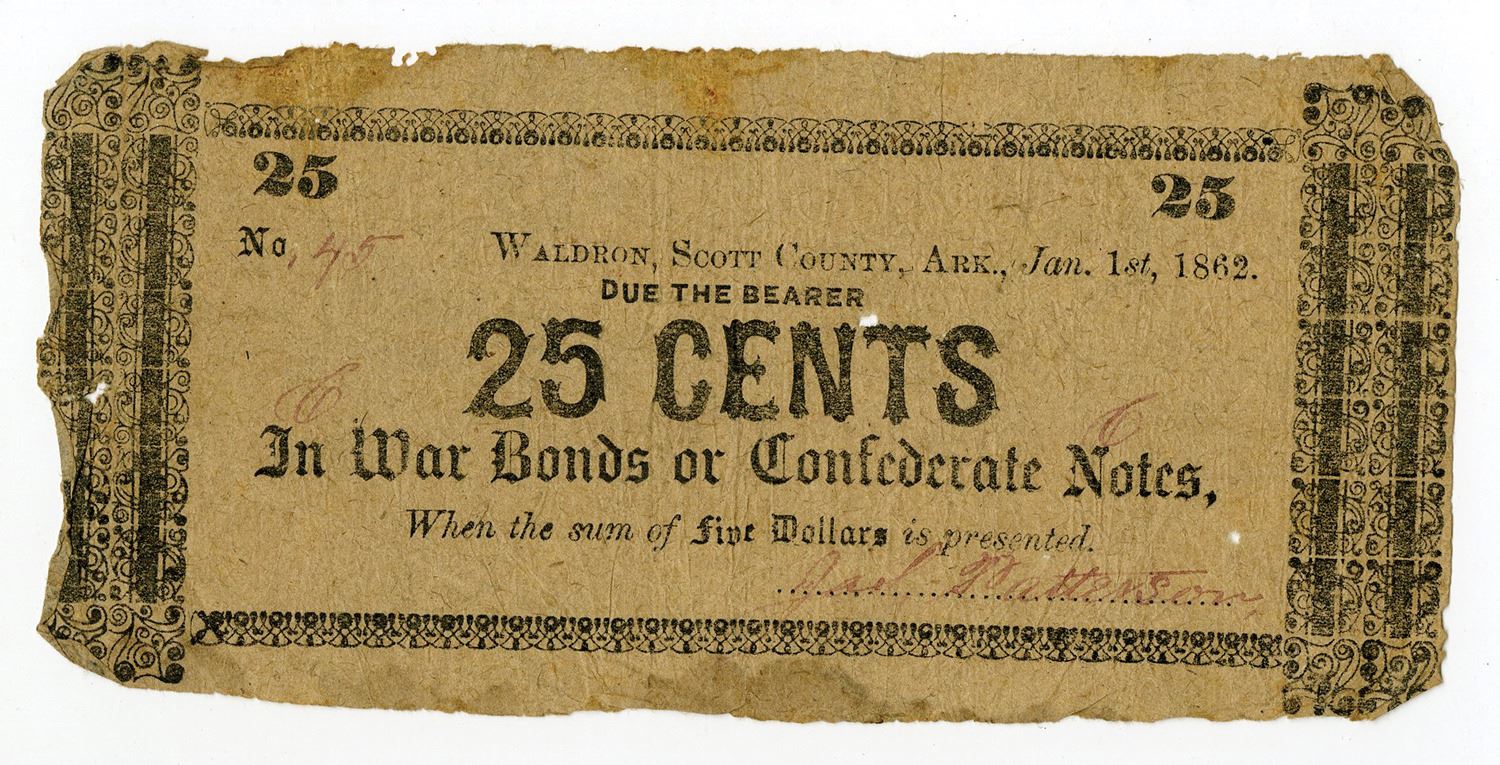 25 25
No, 45 WALDRON, SCOTT COUNTY, ARK., Jan. 1st, 1862.
DUE THE BEARER
25 CENTS
C C
In War Bonds or Confederate Notes,
When the sum of Five Dollars is presented.
Patterson